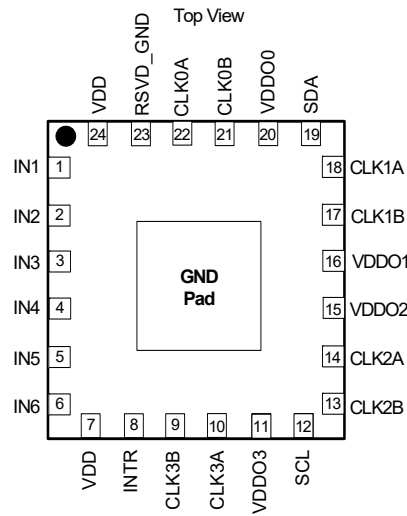 Top View
VDD
RSVD_GND
CLK0A
CLK0B
VDDO0
SDA
24
23
22
21
20
19
IN1
1
18
CLK1A
IN2
2
17
CLK1B
IN3
3
16
VDDO1
GND
Pad
IN4
4
15
VDDO2
IN5
5
14
CLK2A
IN6
6
13
CLK2B
7
8
9
10
11
12
VDD
INTR
CLK3B
CLK3A
VDDO3
SCL